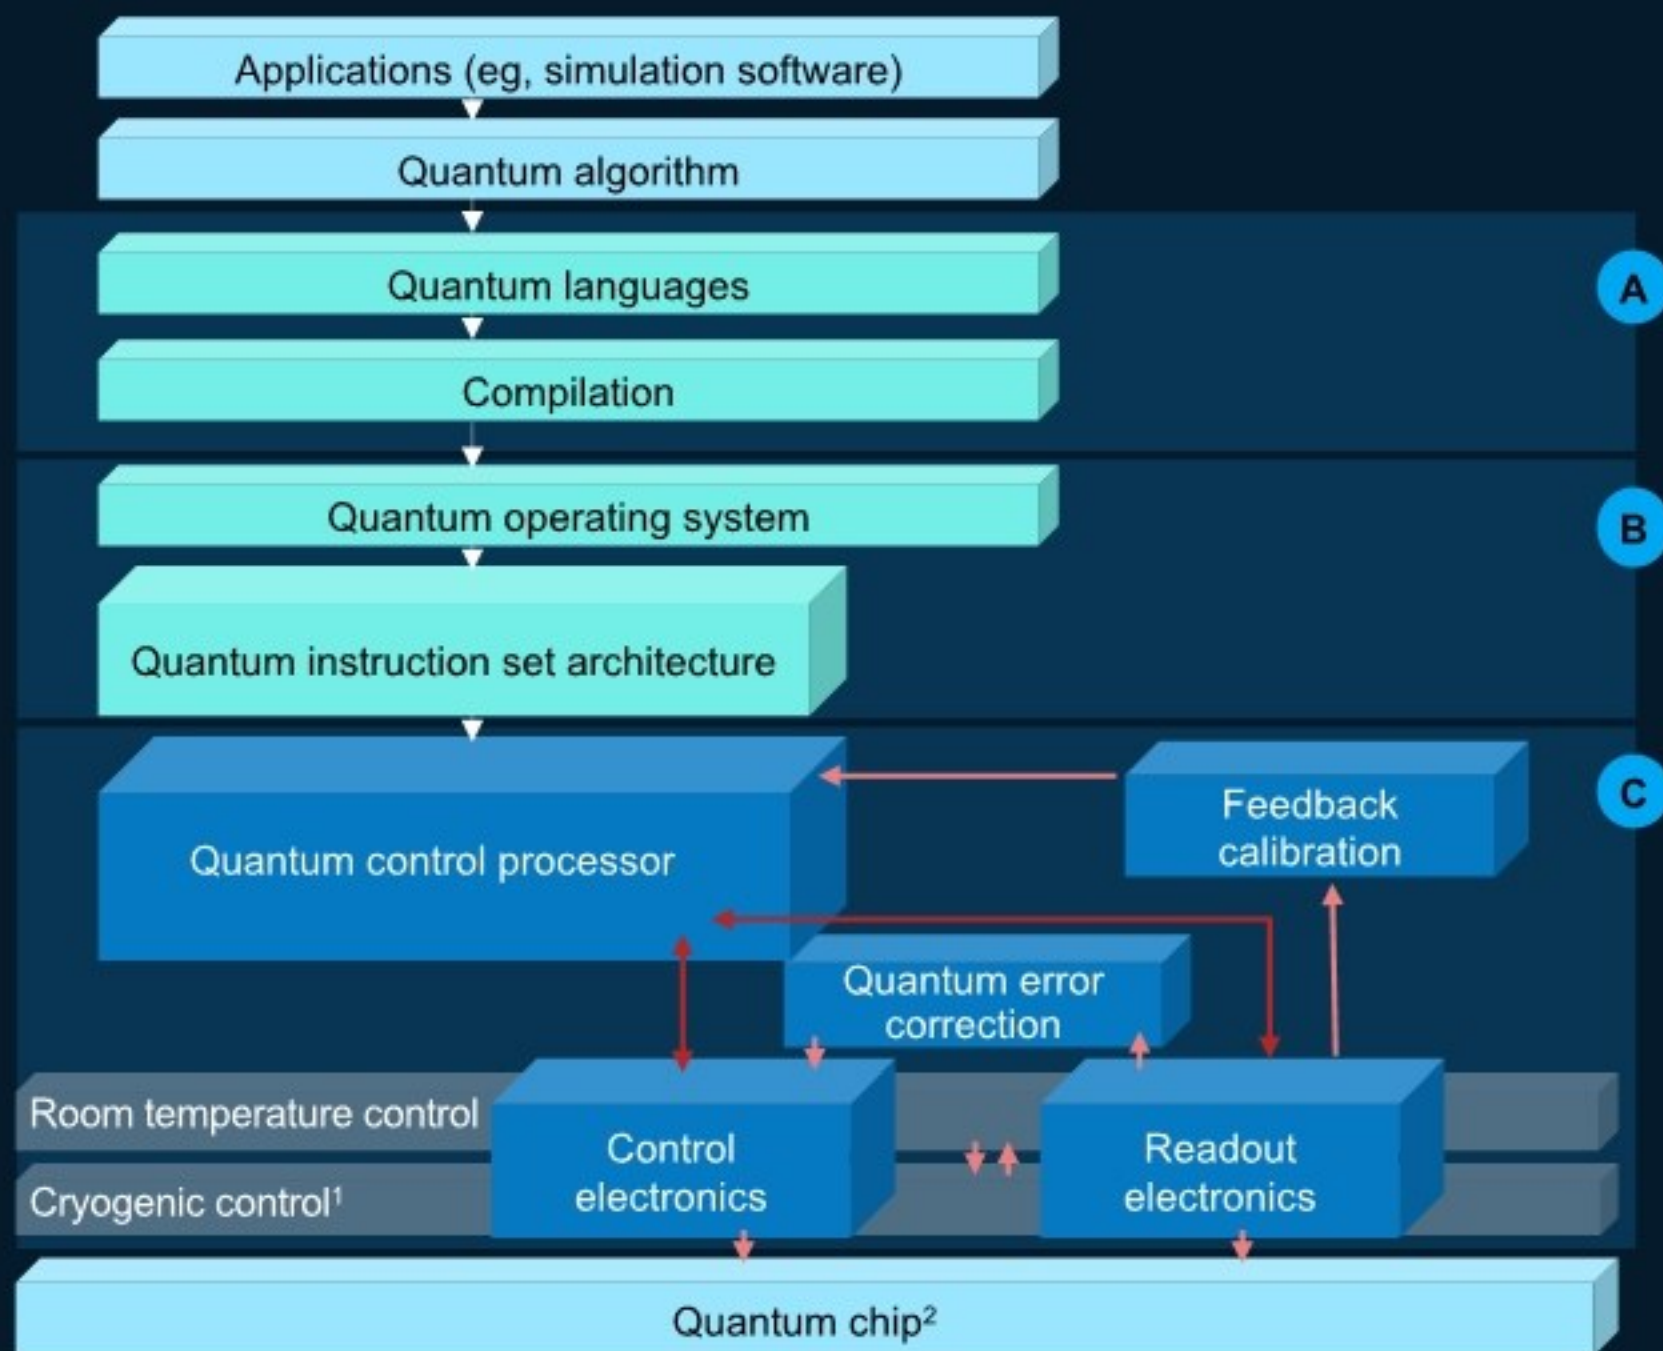 Applications (eg, simulation software)
Quantum algorithm
Quantum languages
A
Compilation
Quantum operating system
B
Quantum instruction set architecture
C
Feedback
calibration
Quantum control processor
Quantum error
correction
Room temperature control
Control
electronics
Readout
electronics
Cryogenic control¹
Quantum chip²